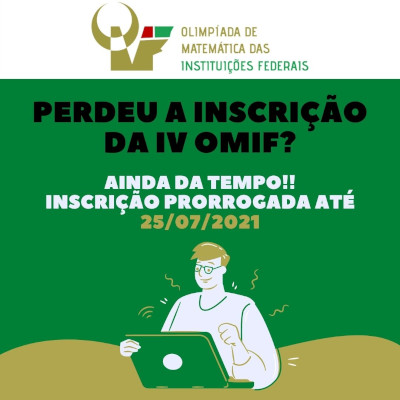 OLIMPÍADA DE
MATEMÁTICA DAS
INSTITUIÇÕES FEDERAIS
PERDEU A INSCRIÇÃO
DA IV OMIF?
AINDA DA TEMPO!!
INSCRIÇÃO PRORROGADA ATÉ
25/07/2021